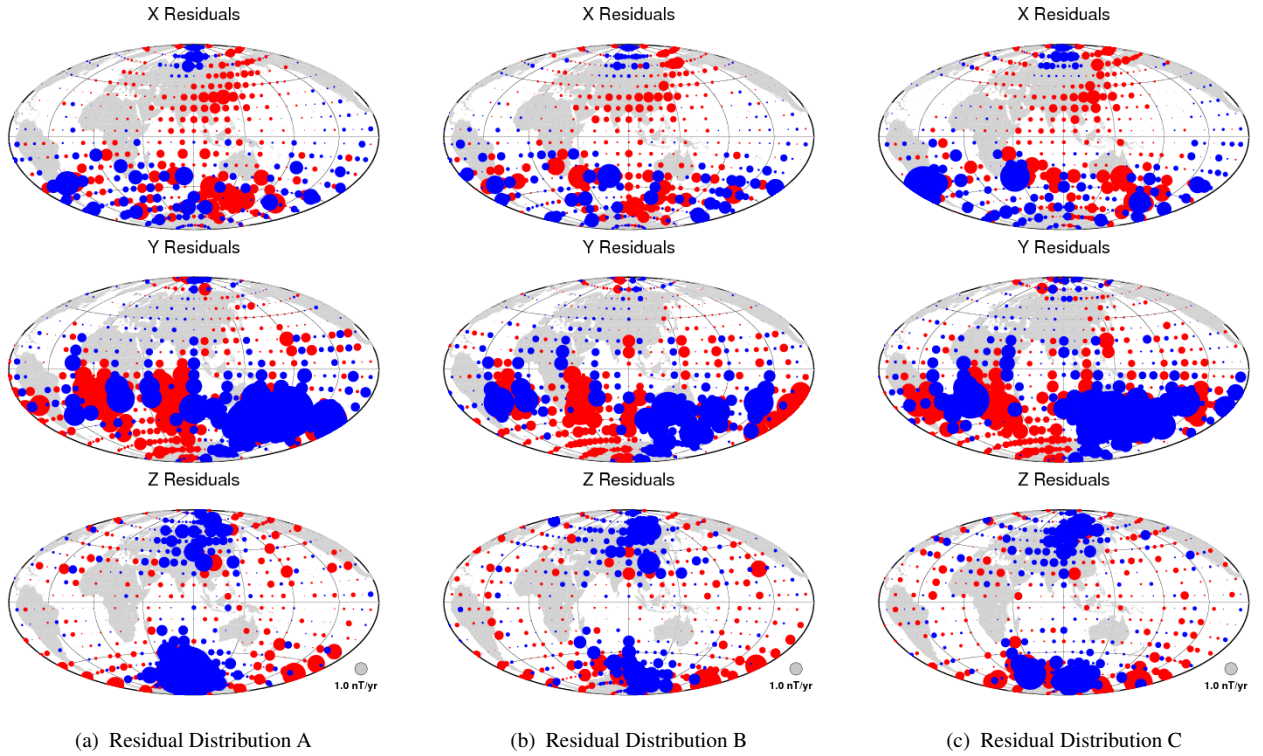 X Residuals
X Residuals
X Residuals
Y Residuals
Y Residuals
Y Residuals
Z Residuals
Z Residuals
Z Residuals
1.0 nT/yr
1.0 nT/yr
1.0 nT/yr
(a) Residual Distribution A
(b) Residual Distribution B
(c) Residual Distribution C